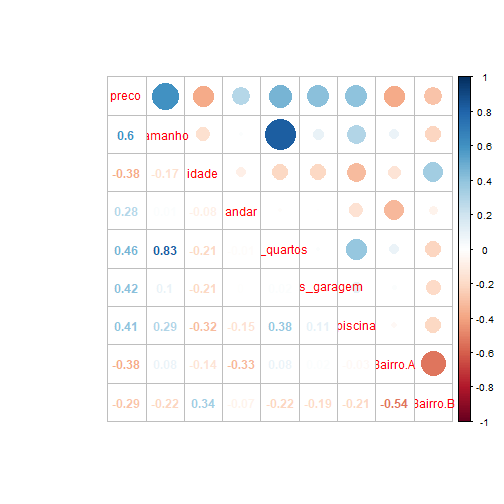 preco
0.6 amanho
-0.38 -0.17 idade
0.28 -0.08 andar
0.46 0.83 -0.21 _quartos
0.42 0.1 -0.21 s_garagem
0.41 0.29 -0.32 -0.15 0.38 0.11 piscina
-0.38 0.08 -0.14 -0.33 0.08 Bairro.A
-0.29 -0.22 0.34 -0.07 -0.22 -0.19 -0.21 -0.54 Bairro.B
1
0.8
0.6
0.4
0.2
0
-0.2
-0.4
-0.6
-0.8
-1